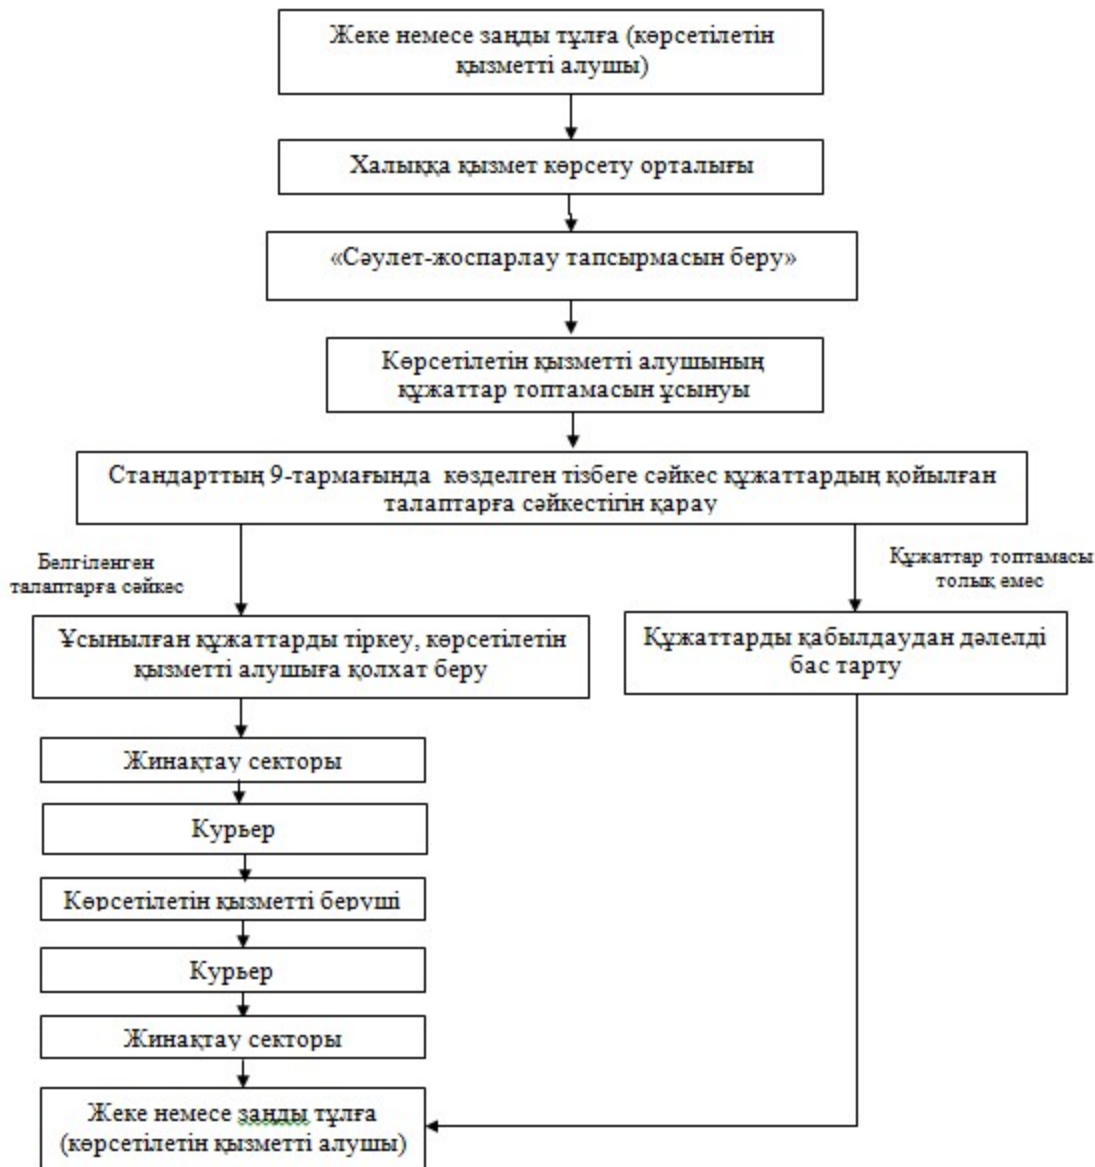 Жеке немесе заңды тұлға (көрсетілетін
қызметті алушы)
Халыққа қызмет көрсету орталығы
«Сәулет-жоспарлау тапсырмасын беру»
Көрсетілетін қызметті алушының
құжаттар топтамасын ұсынуы
Стандарттың 9-тармағында көзделген тізбеге сәйкес құжаттардың қойылған
талаптарға сәйкестігін қарау
Белгіленген
талаптарға сәйкес
Құжаттар топтамасы
толық емес
Ұсынылған құжаттарды тіркеу, көрсетілетін
қызметті алушыға қолхат беру
Құжаттарды қабылдаудан дәлелді
бас тарту
Жинақтау секторы
Курьер
Көрсетілетін қызметті беруші
Курьер
Жинақтау секторы
Жеке немесе заңды тұлға
(көрсетілетін қызметті алушы)